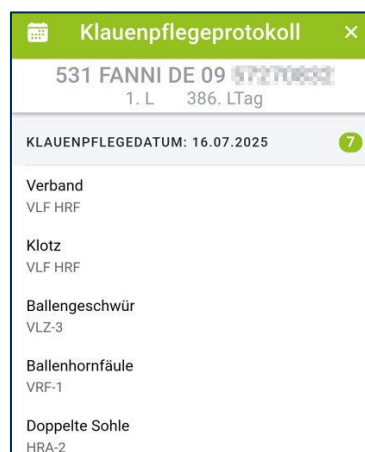 Klauenpflegeprotokoll ×
531 FANNI DE 09
1. L 386. LTag
KLAUENPFLEGEDATUM: 16.07.2025 7
Verband
VLF HRF
Klotz
VLF HRF
Ballengeschwür
VLZ-3
Ballenhornfäule
VRF-1
Doppelte Sohle
HRA-2